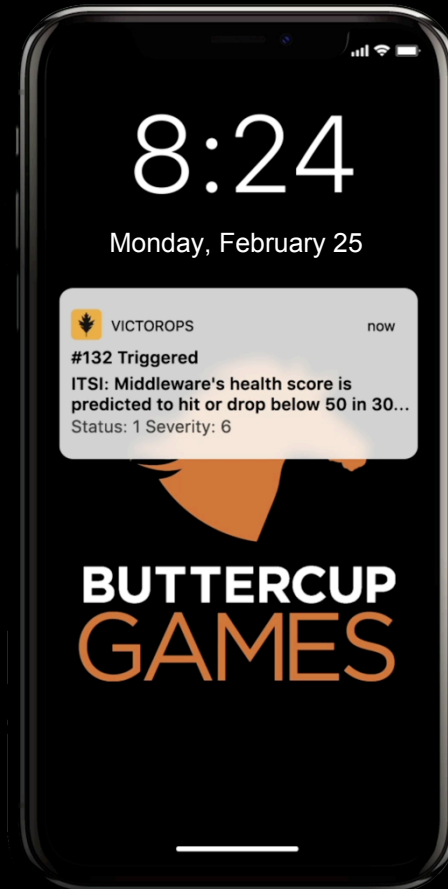 8:24
Monday, February 25
VICTOROPS now
#132 Triggered
ITSI: Middleware's health score is
predicted to hit or drop below 50 in 30...
Status: 1 Severity: 6
BUTTERCUP
GAMES